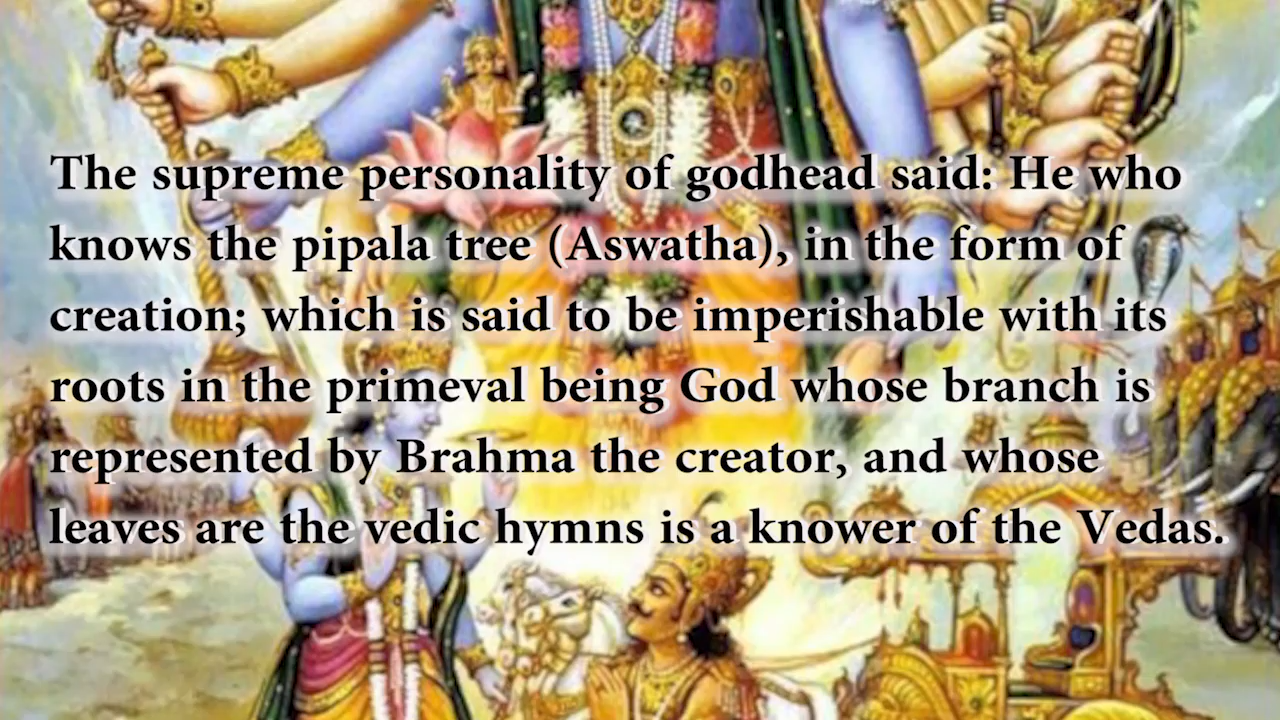 The supreme personality of godhead said: He who
knows the pipala tree (Aswatha), in the form of
creation; which is said to be imperishable with its
roots in the primeval being God whose branch is
represented by Brahma the creator, and whose
leaves are the vedic hymns is a knower of the Vedas.